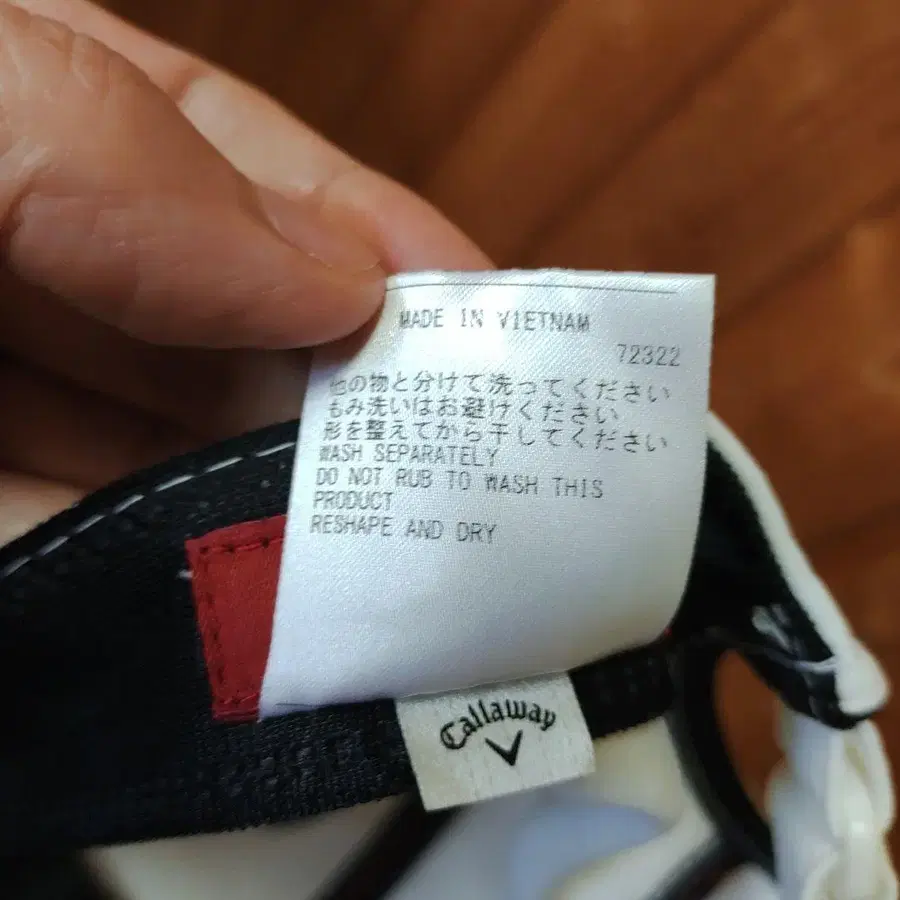 MADE IN VIETNAM
72322
他の物と分けて洗ってください
もみ洗いはお避けください
形を整えてから干してください
WASH SEPARATELY
DO NOT RUB TO WASH THIS
PRODUCT
RESHAPE AND DRY
Callaway